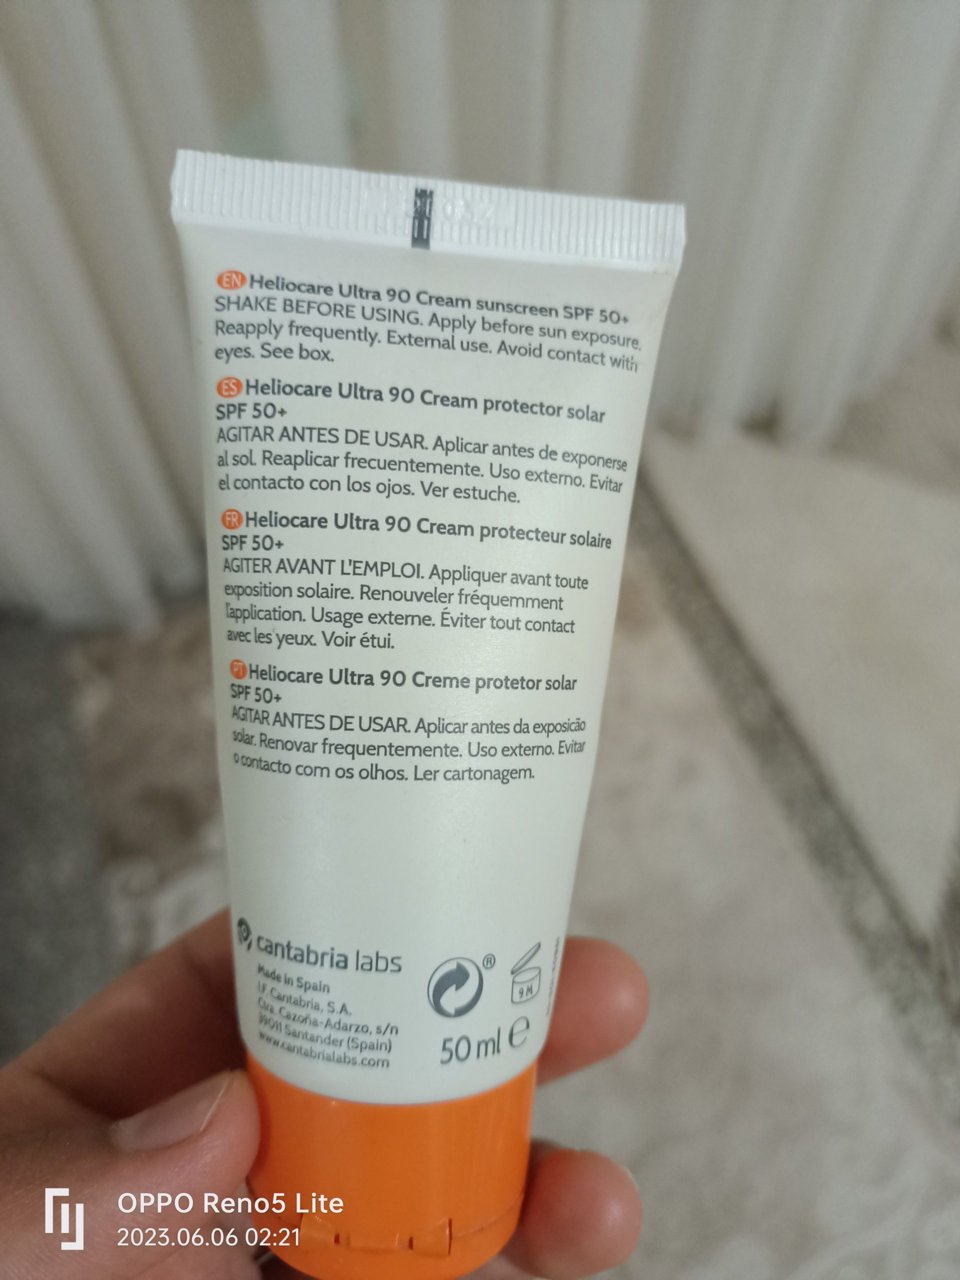 EN Heliocare Ultra 90 Cream sunscreen SPF 50+
SHAKE BEFORE USING. Apply before sun exposure.
Reapply frequently. External use. Avoid contact with
eyes. See box.
ES Heliocare Ultra 90 Cream protector solar
SPF 50+
AGITAR ANTES DE USAR. Aplicar antes de exponerse
al sol. Reaplicar frecuentemente. Uso externo. Evitar
el contacto con los ojos. Ver estuche.
FR Heliocare Ultra 90 Cream protecteur solaire
SPF 50+
AGITER AVANT L'EMPLOI. Appliquer avant toute
exposition solaire. Renouveler fréquemment
l'application. Usage externe. Éviter tout contact
avec les yeux. Voir étui.
PT Heliocare Ultra 90 Creme protetor solar
SPF 50+
AGITAR ANTES DE USAR. Aplicar antes da exposição
solar. Renovar frequentemente. Uso externo. Evitar
o contacto com os olhos. Ler cartonagem.
cantabria labs
Made in Spain
I.F. Cantabria, S.A.
Ctra. Cazoña-Adarzo, s/n
39011 Santander (Spain)
www.cantabrialabs.com
®
9 M
50 ml e
OPPO Reno5 Lite
2023.06.06 02:21